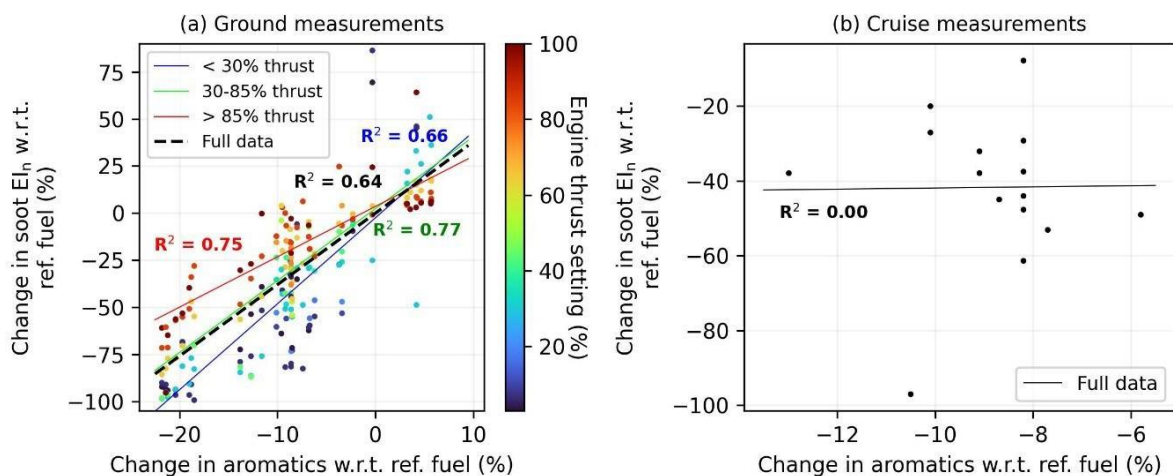 (a) Ground measurements
Change in soot EIₙ w.r.t.
ref. fuel (%)
75
50
25
0
−25
−50
−75
−100
< 30% thrust
30-85% thrust
> 85% thrust
Full data
R² = 0.66
R² = 0.64
R² = 0.77
R² = 0.75
−20
−10
0
10
Change in aromatics w.r.t. ref. fuel (%)
100
80
60
40
20
Engine thrust setting (%)
(b) Cruise measurements
Change in soot EIₙ w.r.t.
ref. fuel (%)
−20
−40
−60
−80
−100
R² = 0.00
Full data
−12
−10
−8
−6
Change in aromatics w.r.t. ref. fuel (%)